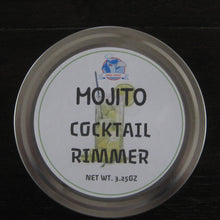 MOJITO
COCKTAIL
RIMMER
NET WT. 3.25OZ